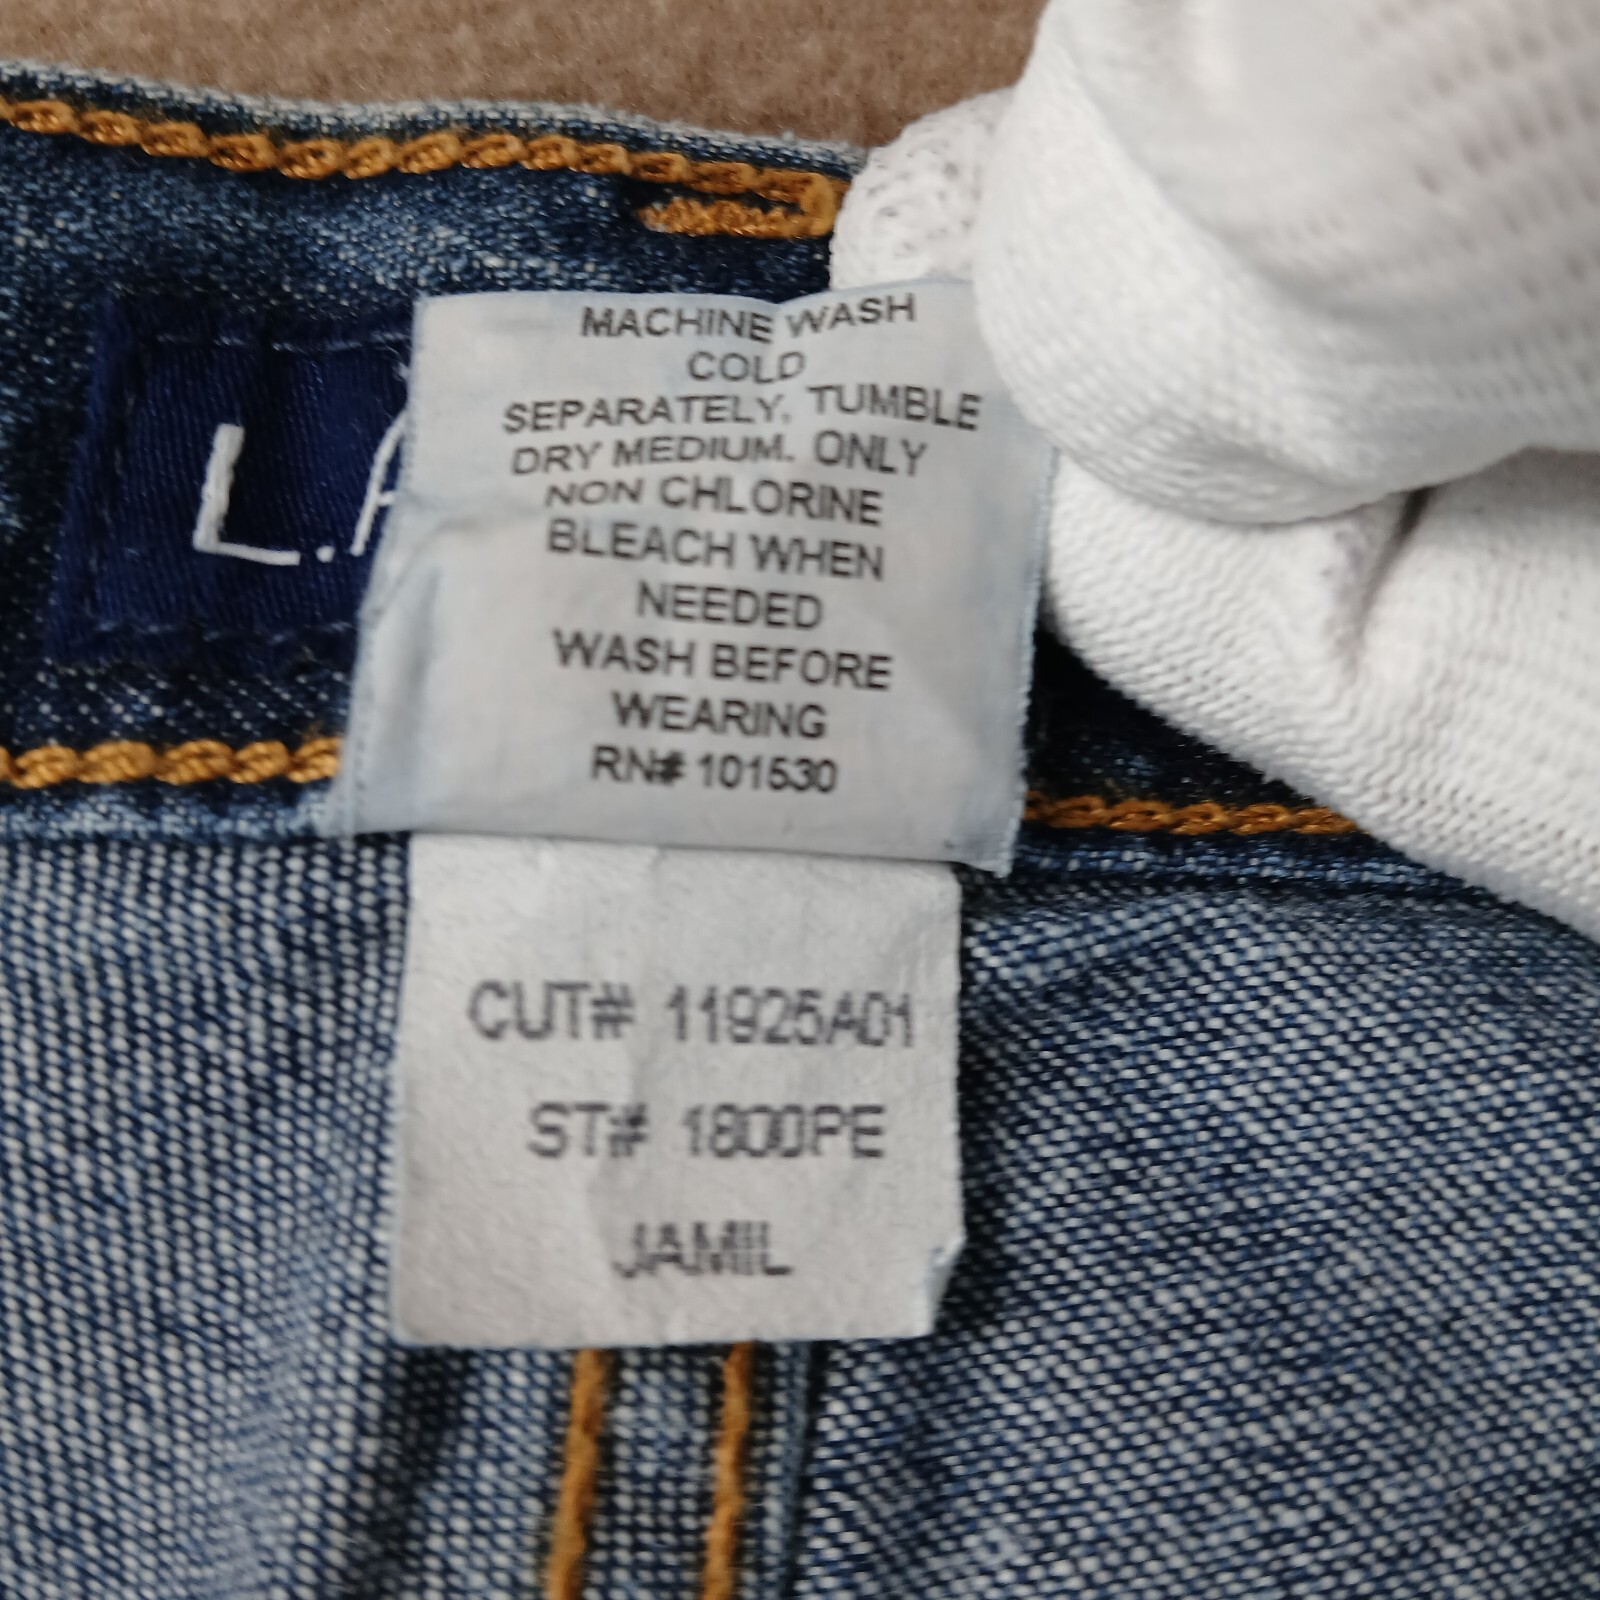 L.A
MACHINE WASH
COLD
SEPARATELY, TUMBLE
DRY MEDIUM. ONLY
NON CHLORINE
BLEACH WHEN
NEEDED
WASH BEFORE
WEARING
RN# 101530
CUT# 11925A01
ST# 1800PE
JAMIL